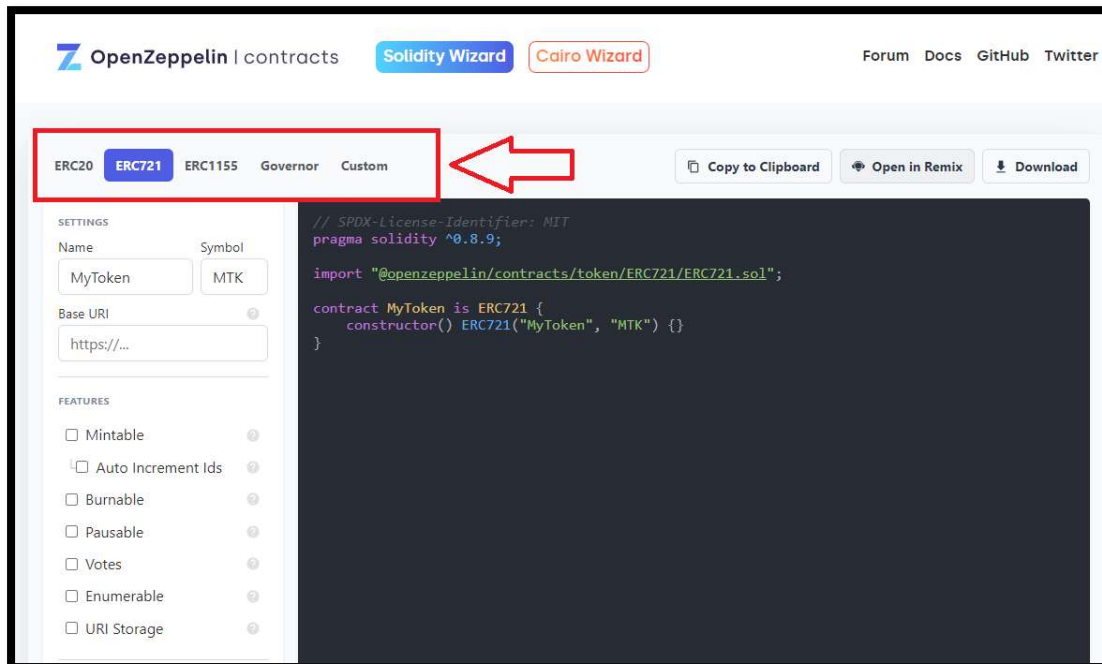 OpenZeppelin | contracts Solidity Wizard Cairo Wizard Forum Docs GitHub Twitter
ERC20 ERC721 ERC1155 Governor Custom Copy to Clipboard Open in Remix Download
SETTINGS
Name Symbol
MyToken MTK
Base URI
https://...
FEATURES
Mintable
Auto Increment Ids
Burnable
Pausable
Votes
Enumerable
URI Storage
// SPDX-License-Identifier: MIT
pragma solidity ^0.8.9;
import "@openzeppelin/contracts/token/ERC721/ERC721.sol";
contract MyToken is ERC721 {
constructor() ERC721("MyToken", "MTK") {}
}